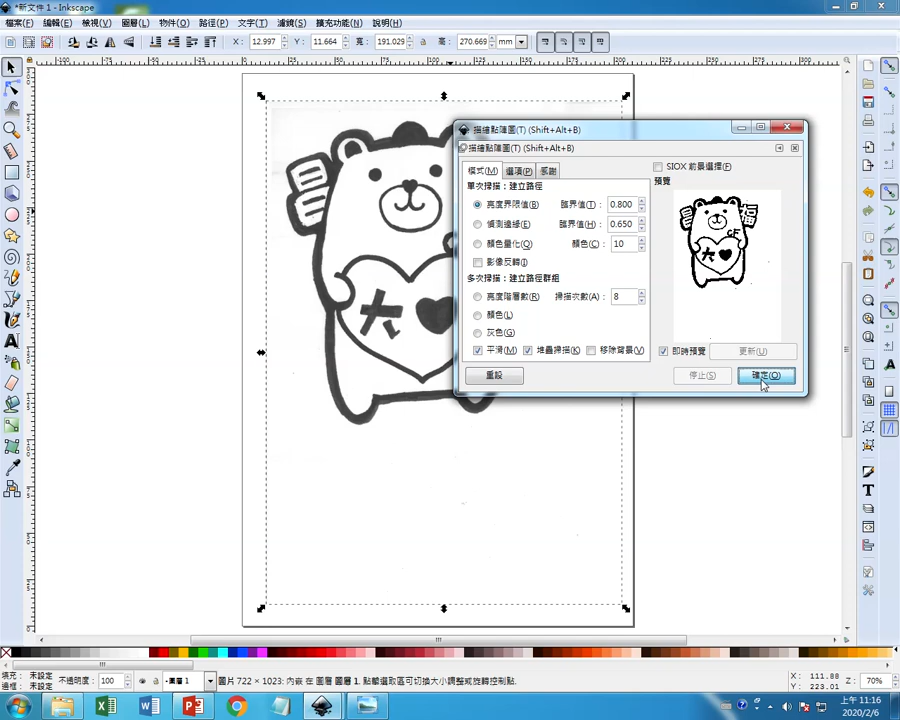 *新文件 1 - Inkscape
檔案(F) 編輯(E) 檢視(V) 圖層(L) 物件(O) 路徑(P) 文字(T) 濾鏡(S) 擴充功能(N) 說明(H)
X: 12.997 Y: 11.664 寬: 191.029 高: 270.669 mm
描繪點陣圖(T) (Shift+Alt+B)
描繪點陣圖(T) (Shift+Alt+B)
模式(M) 選項(P) 感謝
SIOX 前景選擇(F)
單次掃描：建立路徑
預覽
亮度界限值(B) 臨界值(T): 0.800
偵測邊緣(E) 臨界值(H): 0.650
顏色量化(Q) 顏色(C): 10
影像反轉(I)
多次掃描：建立路徑群組
亮度階層數(R) 掃描次數(A): 8
顏色(L)
灰色(G)
平滑(M) 堆疊掃描(K) 移除背景(V)
即時預覽 更新(U)
重設 停止(S) 確定(O)
大
福
CF
大
填充: 未設定
邊框: 未設定
不透明度: 100
圖層 1
圖片 722 × 1023: 內嵌 在 圖層 圖層 1. 點擊選取區可切換大小調整或旋轉控制點.
X: 111.88
Y: 223.01
Z: 70%
上午 11:16
2020/2/6